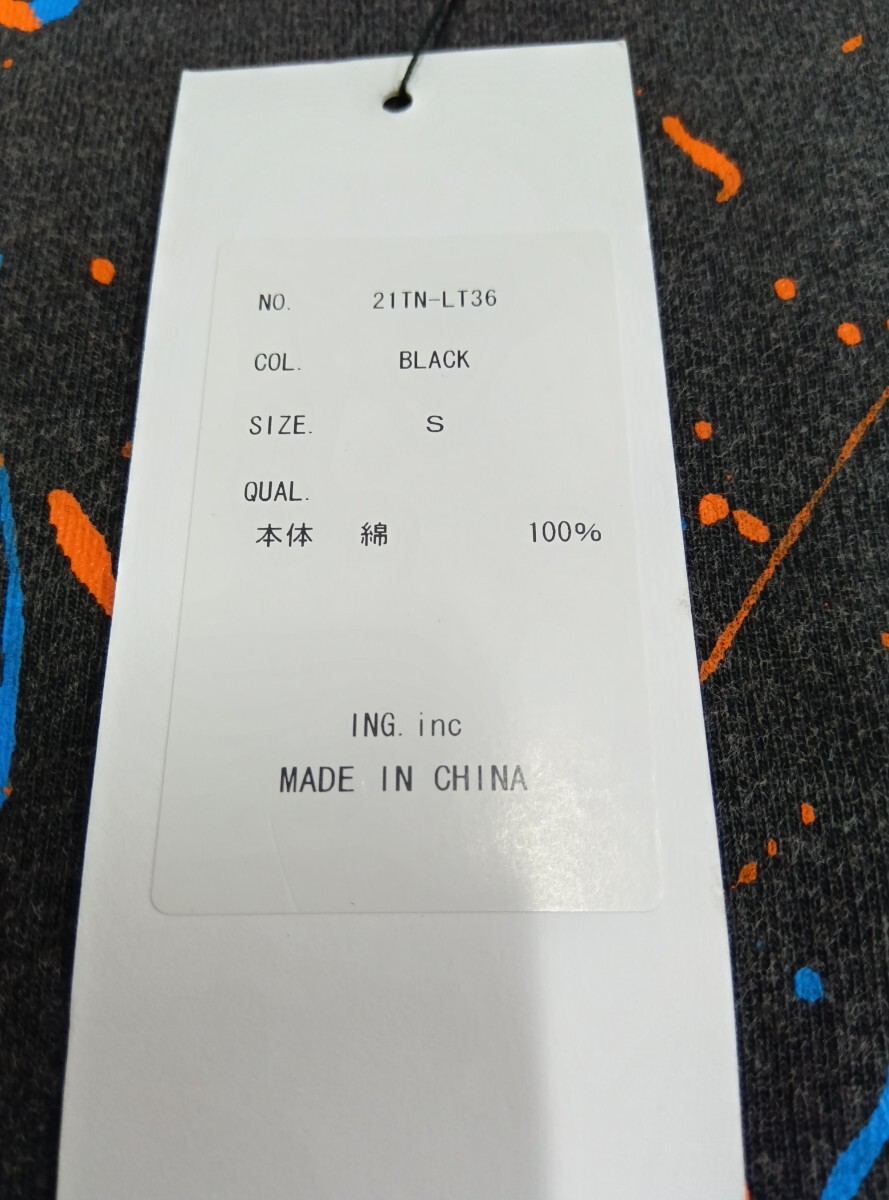 NO. 21TN-LT36
COL. BLACK
SIZE. S
QUAL.
本体 綿 100%
ING. inc
MADE IN CHINA